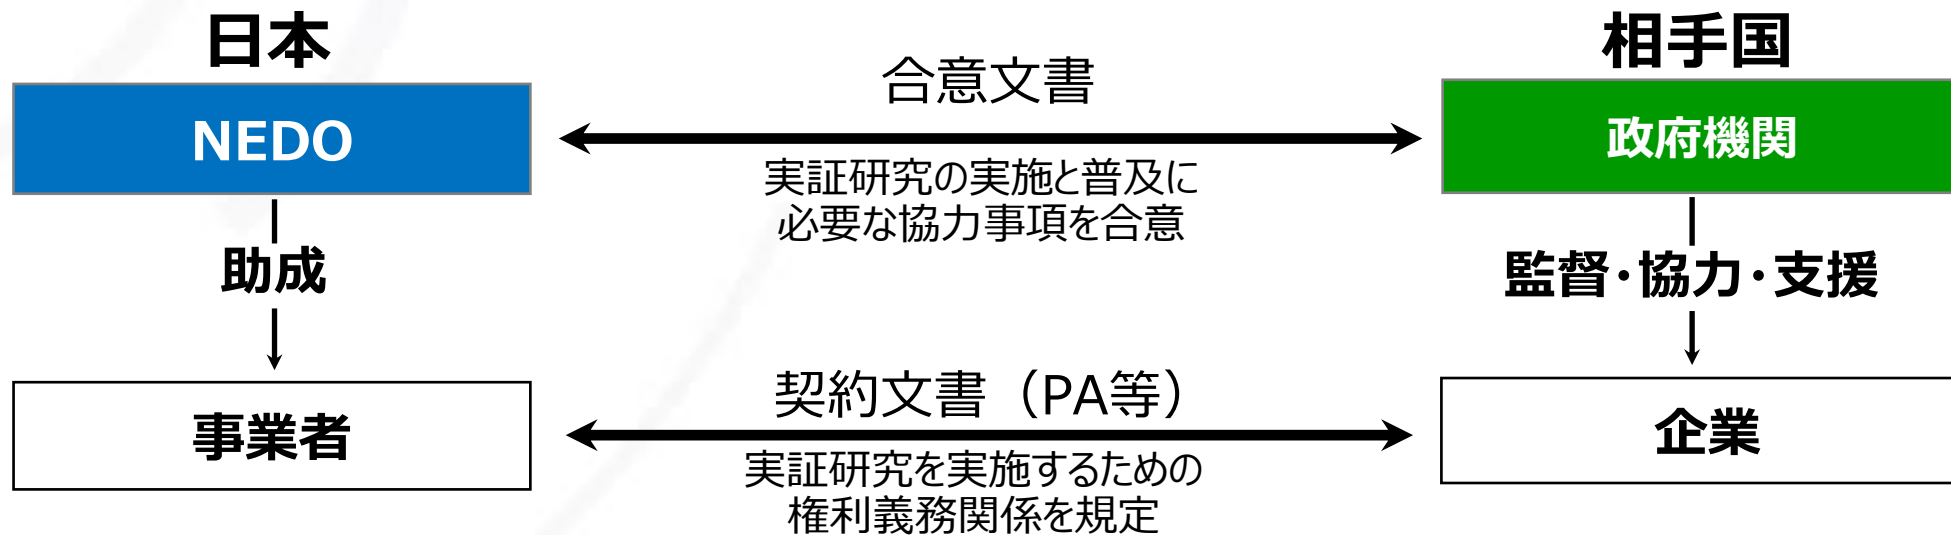 日本
相手国
NEDO
合意文書
政府機関
実証研究の実施と普及に
必要な協力事項を合意
助成
監督・協力・支援
契約文書（PA等）
事業者
企業
実証研究を実施するための
権利義務関係を規定